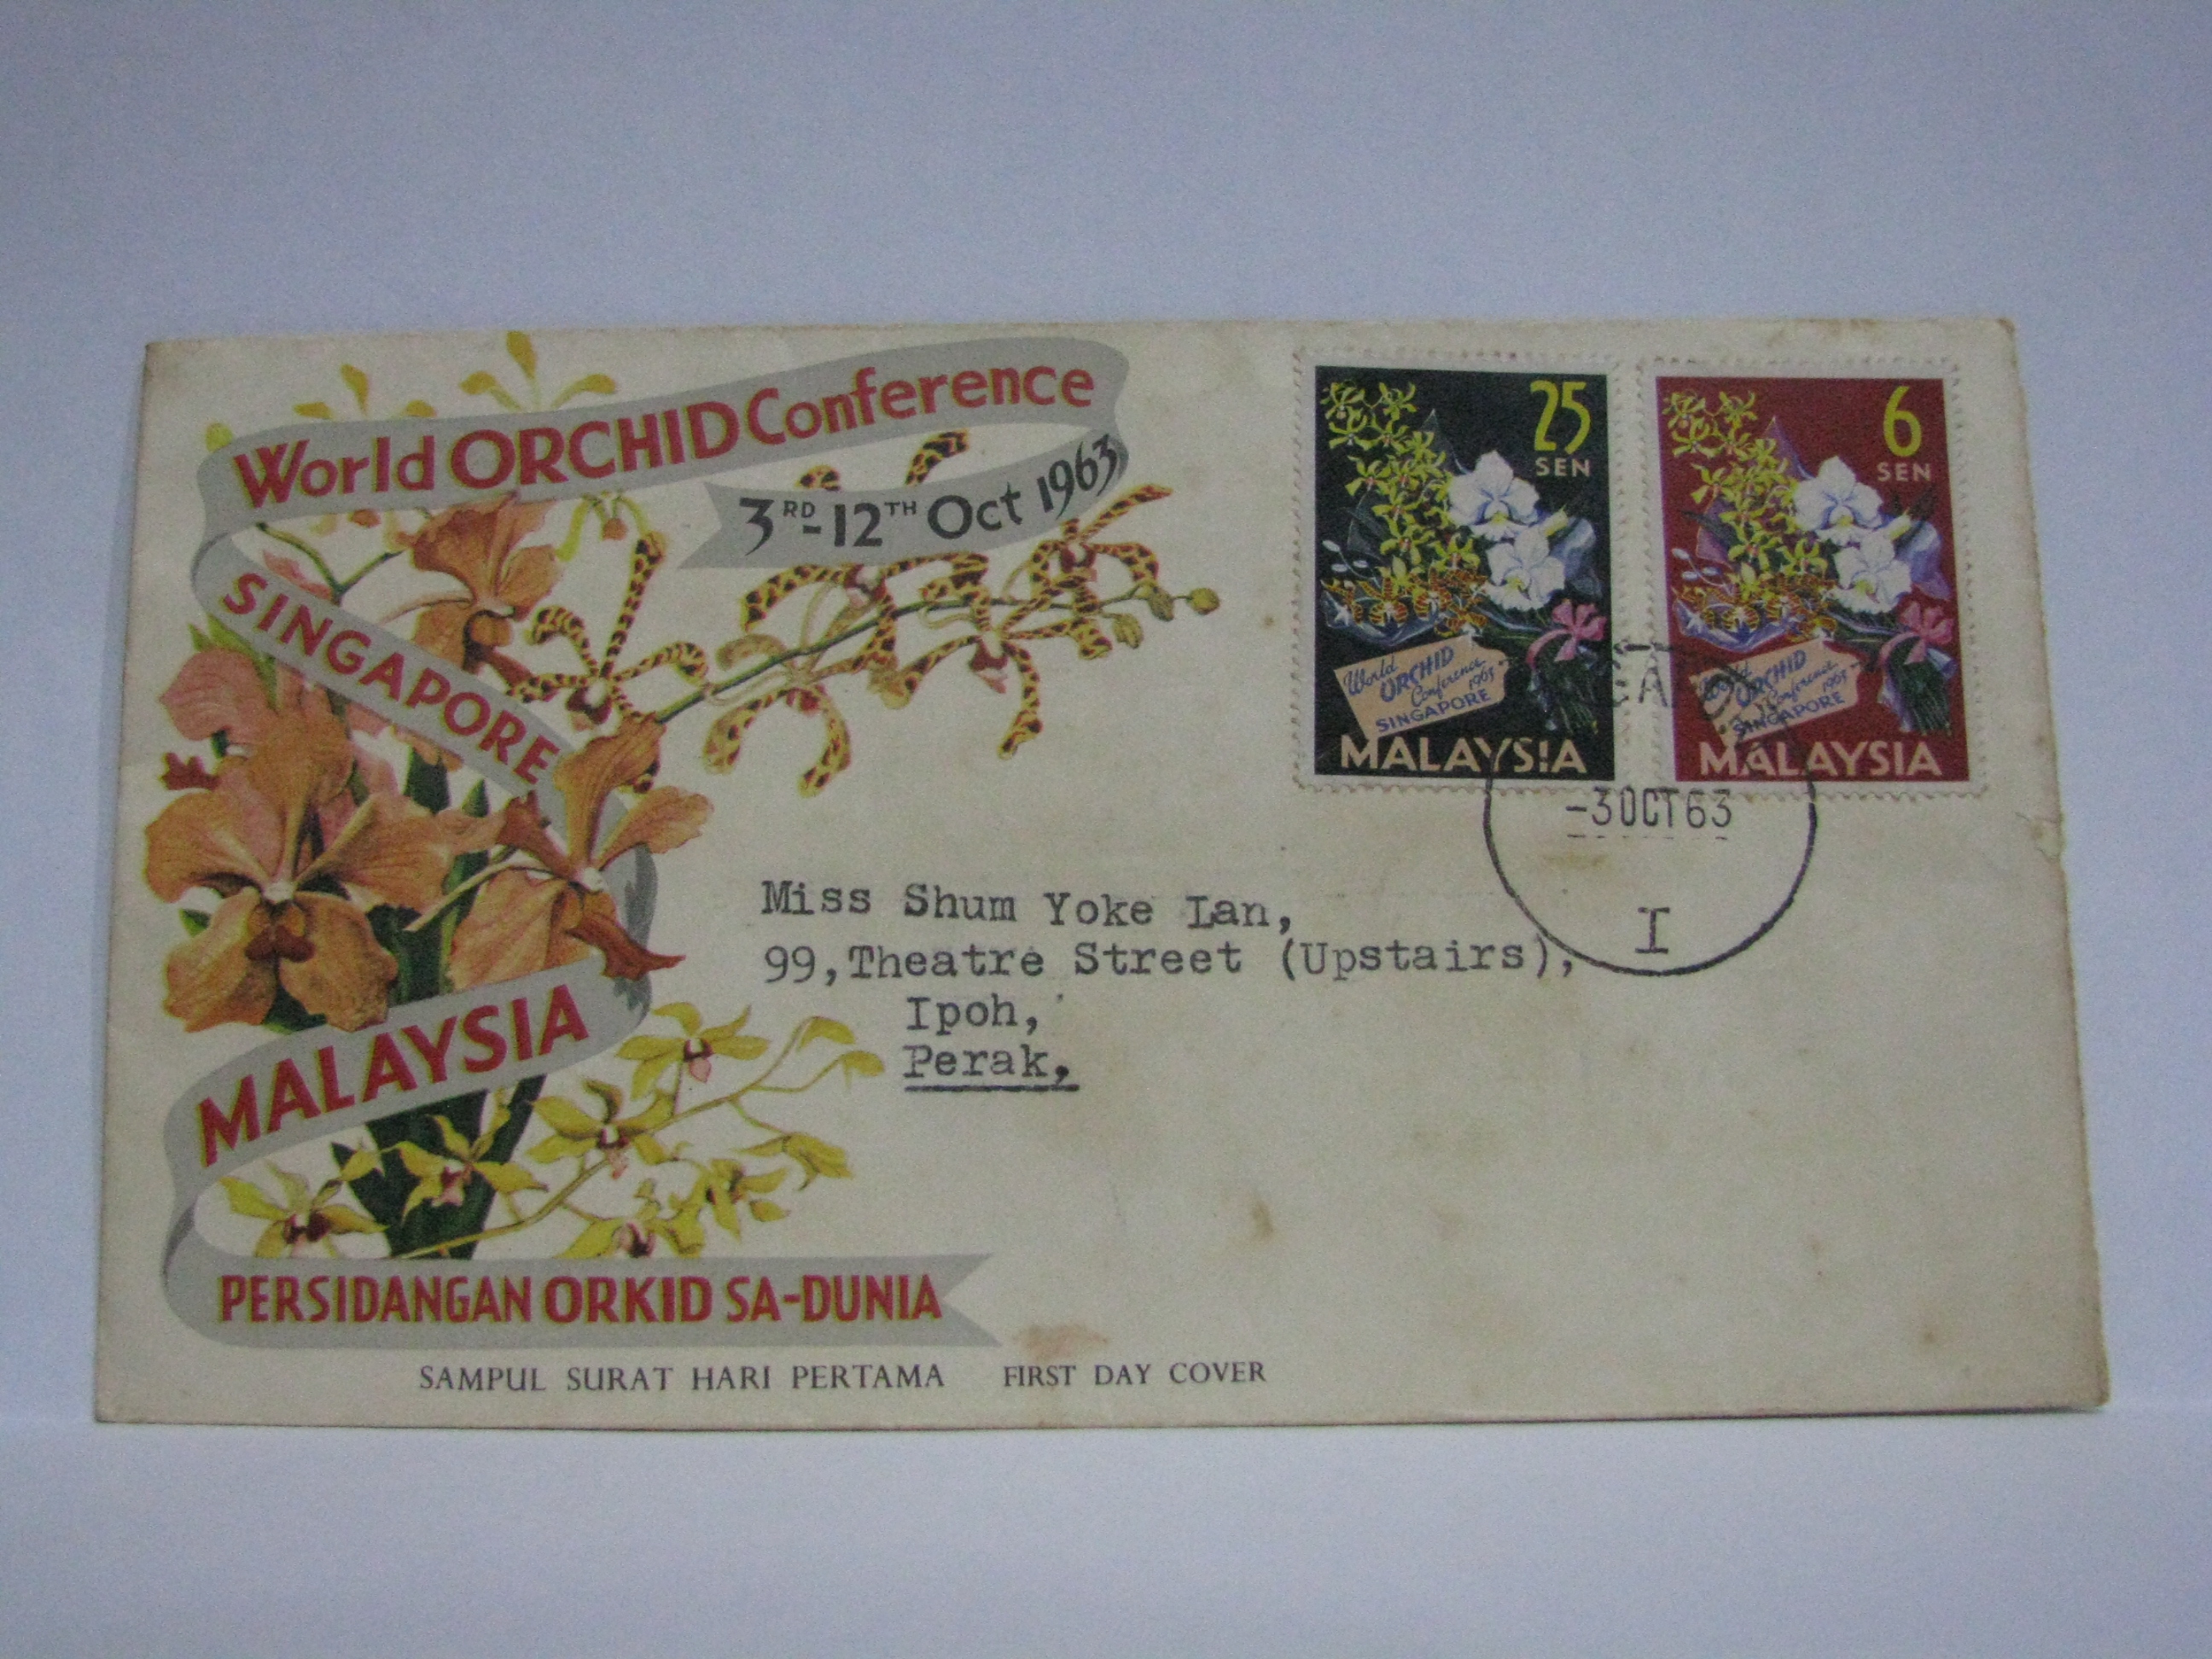 World ORCHID Conference
3RD-12TH Oct 1963
SINGAPORE
MALAYSIA
PERSIDANGAN ORKID SA-DUNIA
SAMPUL SURAT HARI PERTAMA FIRST DAY COVER
25
SEN
World
ORCHID
Conference
1963
SINGAPORE
MALAYSIA
6
SEN
World
ORCHID
Conference
1963
SINGAPORE
MALAYSIA
-3OCT63
I
Miss Shum Yoke Lan,
99,Theatre Street (Upstairs),
Ipoh,
Perak,